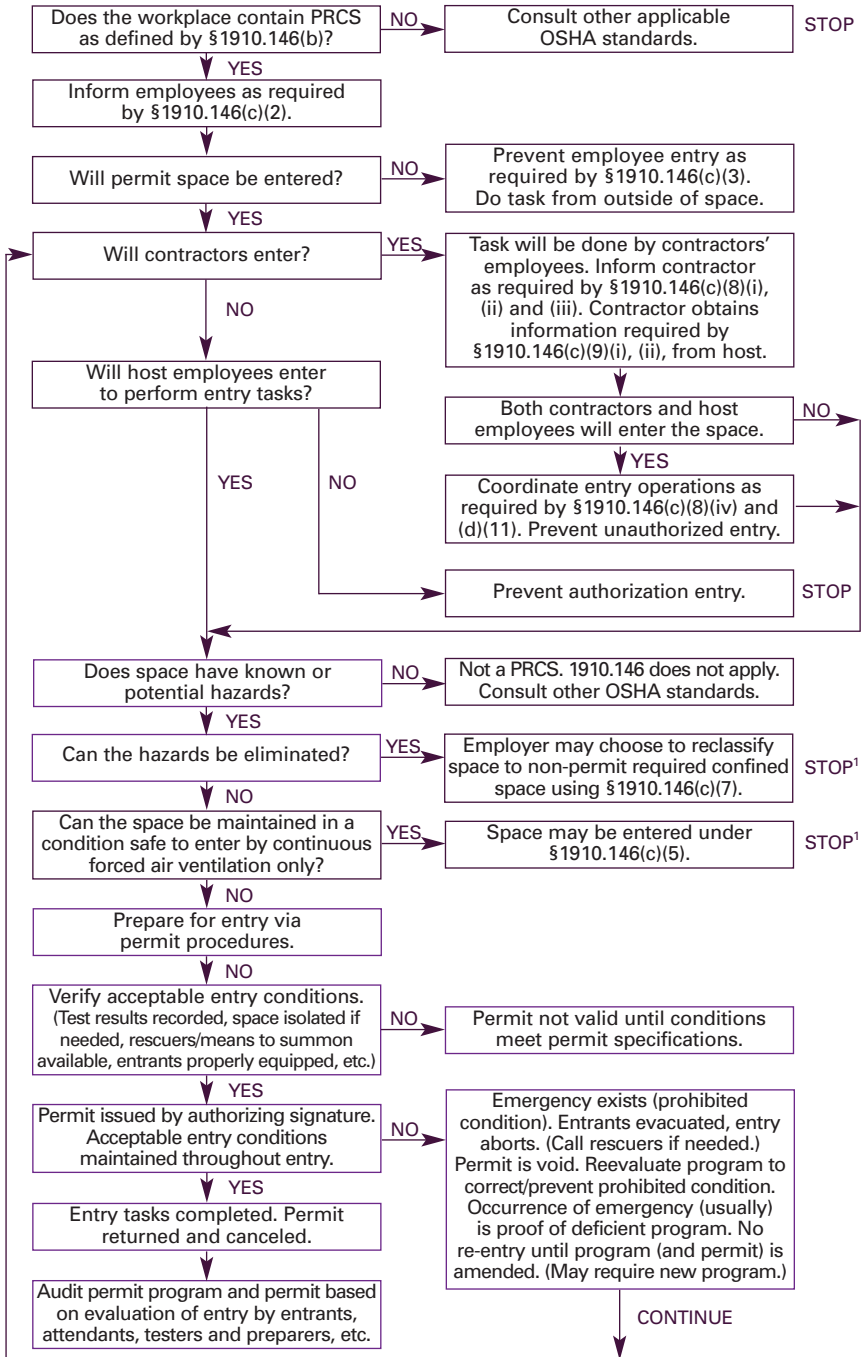 Does the workplace contain PRCS
as defined by §1910.146(b)?
NO
Consult other applicable
OSHA standards.
STOP
YES
Inform employees as required
by §1910.146(c)(2).
Will permit space be entered?
NO
Prevent employee entry as
required by §1910.146(c)(3).
Do task from outside of space.
YES
Will contractors enter?
YES
Task will be done by contractors'
employees. Inform contractor
as required by §1910.146(c)(8)(i),
(ii) and (iii). Contractor obtains
information required by
§1910.146(c)(9)(i), (ii), from host.
NO
Will host employees enter
to perform entry tasks?
Both contractors and host
employees will enter the space.
NO
YES
YES
NO
Coordinate entry operations as
required by §1910.146(c)(8)(iv) and
(d)(11). Prevent unauthorized entry.
Prevent authorization entry.
STOP
Does space have known or
potential hazards?
NO
Not a PRCS. 1910.146 does not apply.
Consult other OSHA standards.
YES
Can the hazards be eliminated?
YES
Employer may choose to reclassify
space to non-permit required confined
space using §1910.146(c)(7).
STOP¹
NO
Can the space be maintained in a
condition safe to enter by continuous
forced air ventilation only?
YES
Space may be entered under
§1910.146(c)(5).
STOP¹
NO
Prepare for entry via
permit procedures.
NO
Verify acceptable entry conditions.
(Test results recorded, space isolated if
needed, rescuers/means to summon
available, entrants properly equipped, etc.)
NO
Permit not valid until conditions
meet permit specifications.
YES
Permit issued by authorizing signature.
Acceptable entry conditions
maintained throughout entry.
NO
Emergency exists (prohibited
condition). Entrants evacuated, entry
aborts. (Call rescuers if needed.)
Permit is void. Reevaluate program to
correct/prevent prohibited condition.
Occurrence of emergency (usually)
is proof of deficient program. No
re-entry until program (and permit) is
amended. (May require new program.)
YES
Entry tasks completed. Permit
returned and canceled.
Audit permit program and permit based
on evaluation of entry by entrants,
attendants, testers and preparers, etc.
CONTINUE